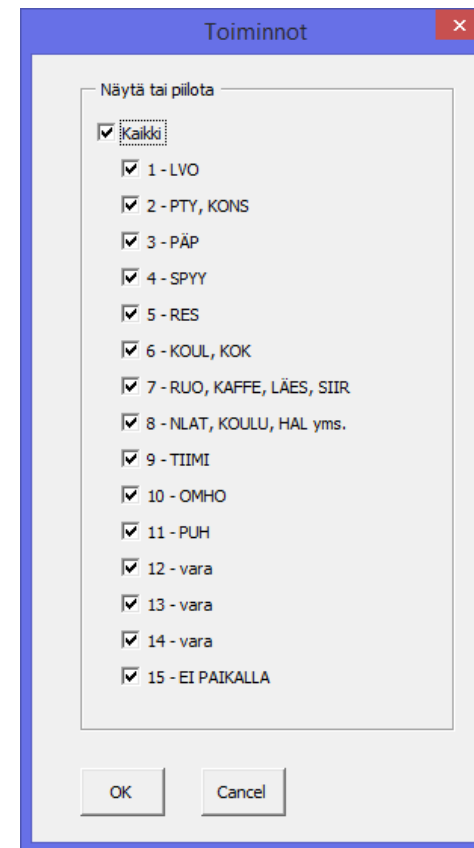 Toiminnot
Näytä tai piilota
Kaikki
1 - LVO
2 - PTY, KONS
3 - PÄP
4 - SPYY
5 - RES
6 - KOUL, KOK
7 - RUO, KAFFE, LÄES, SIIR
8 - NLAT, KOULU, HAL yms.
9 - TIIMI
10 - OMHO
11 - PUH
12 - vara
13 - vara
14 - vara
15 - EI PAIKALLA
OK Cancel